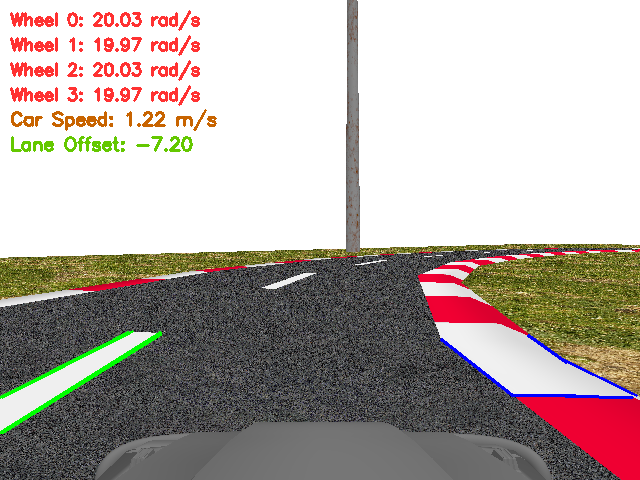 Wheel 0: 20.03 rad/s
Wheel 1: 19.97 rad/s
Wheel 2: 20.03 rad/s
Wheel 3: 19.97 rad/s
Car Speed: 1.22 m/s
Lane Offset: -7.20